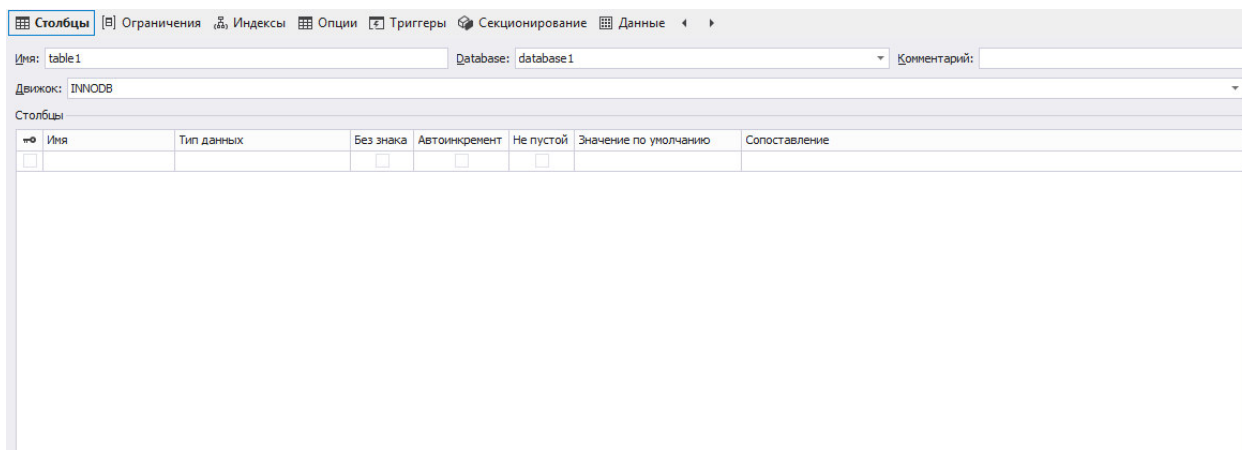 Столбцы Ограничения Индексы Опции Триггеры Секционирование Данные
Имя: table1 Database: database1 Комментарий:
Движок: INNODB
Столбцы
Имя Тип данных Без знака Автоинкремент Не пустой Значение по умолчанию Сопоставление